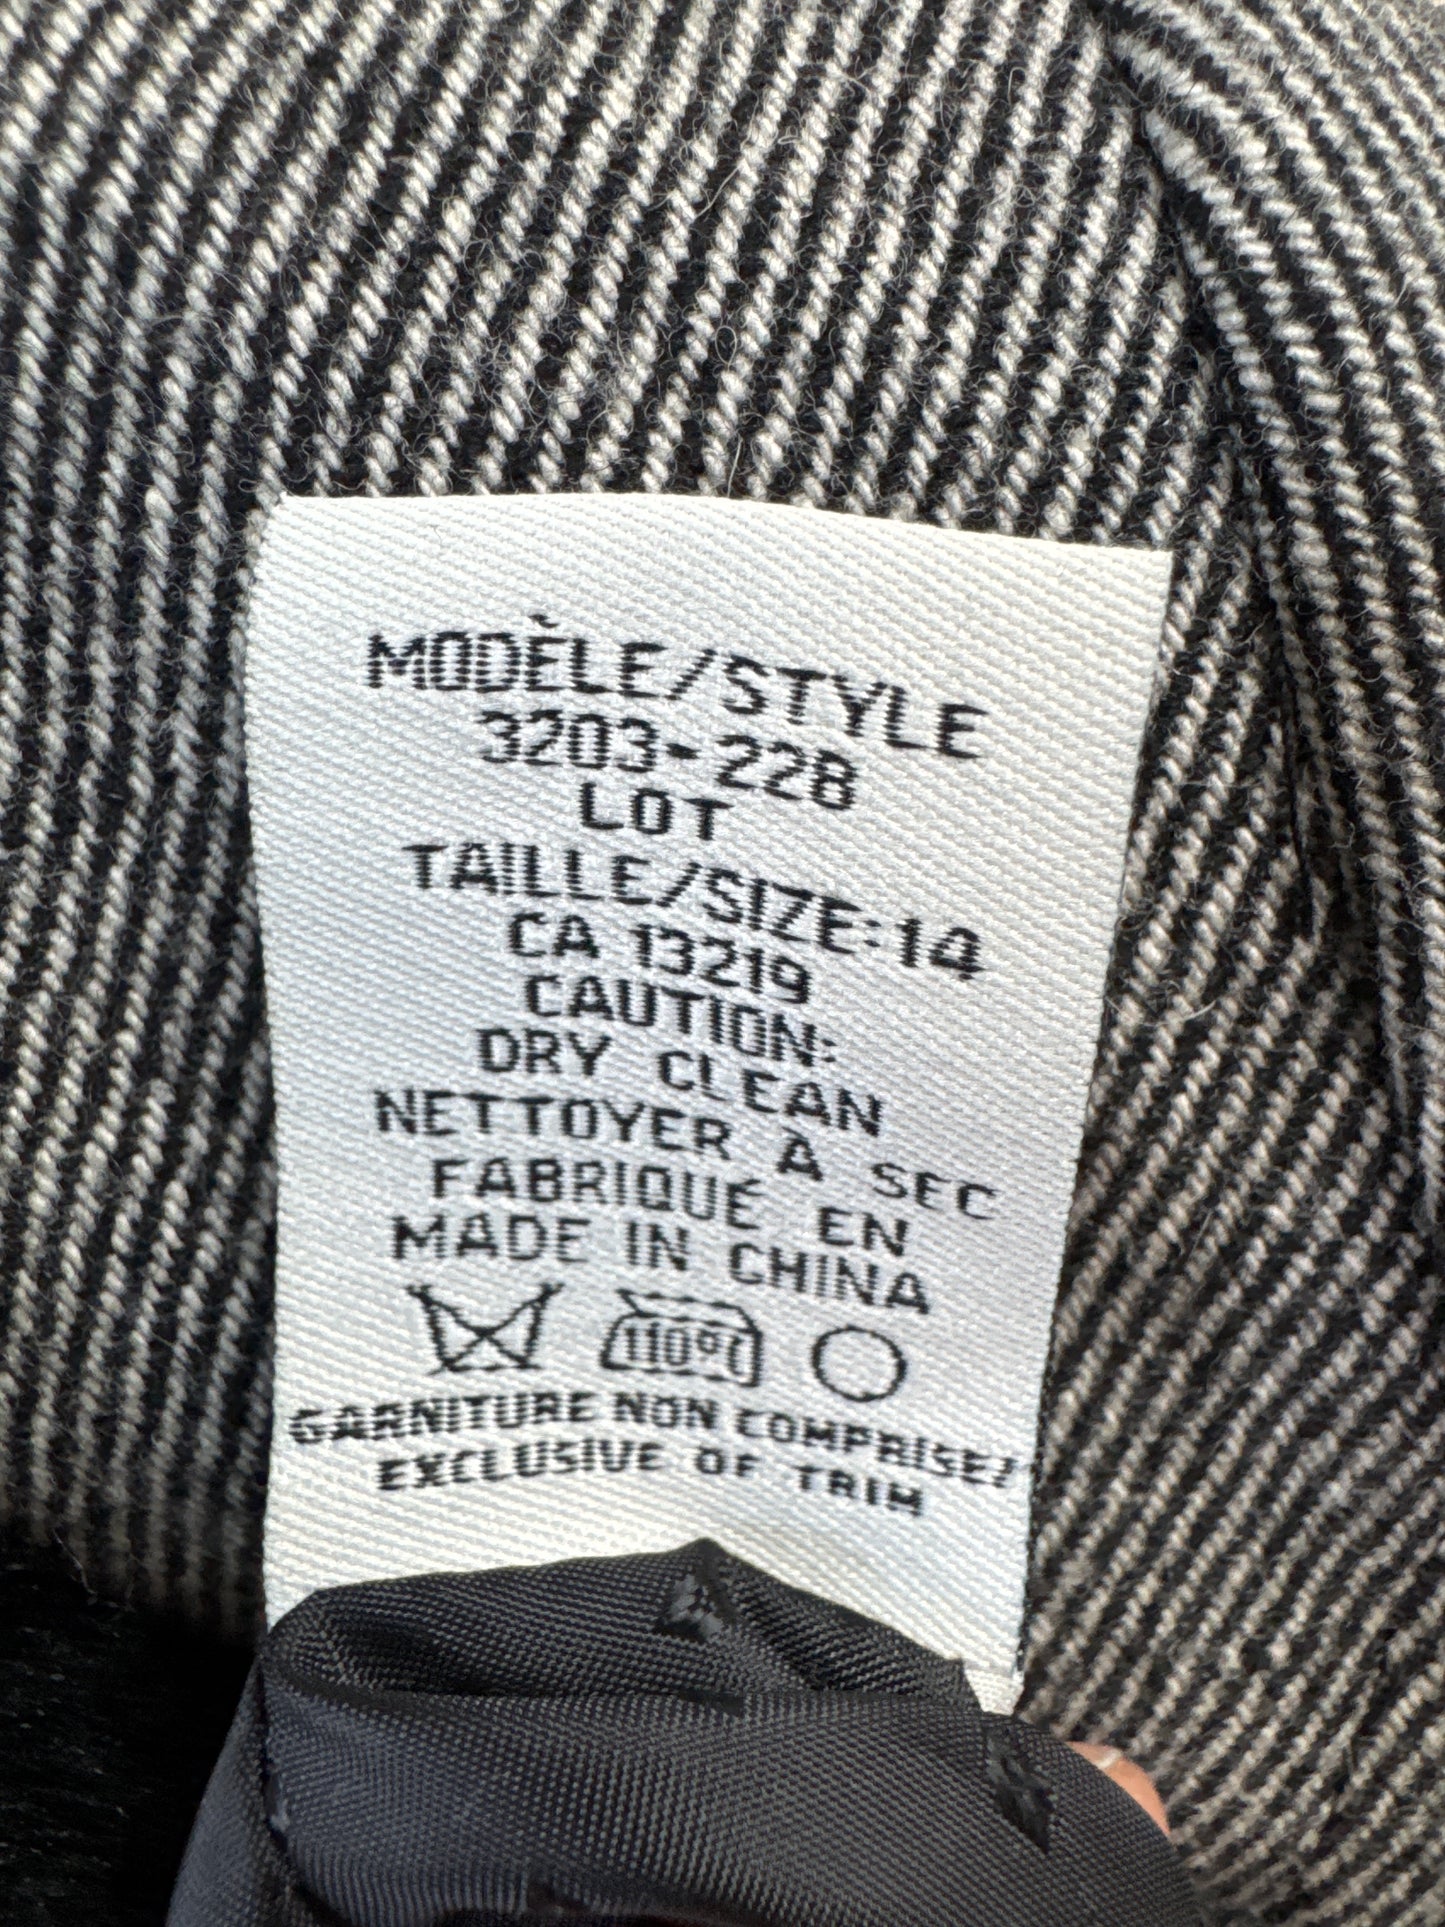 MODÈLE/STYLE
3203-228
LOT
TAILLE/SIZE:14
CA 13219
CAUTION:
DRY CLEAN
NETTOYER À SEC
FABRIQUÉ EN
MADE IN CHINA
110°C
GARNITURE NON COMPRISE/
EXCLUSIVE OF TRIM